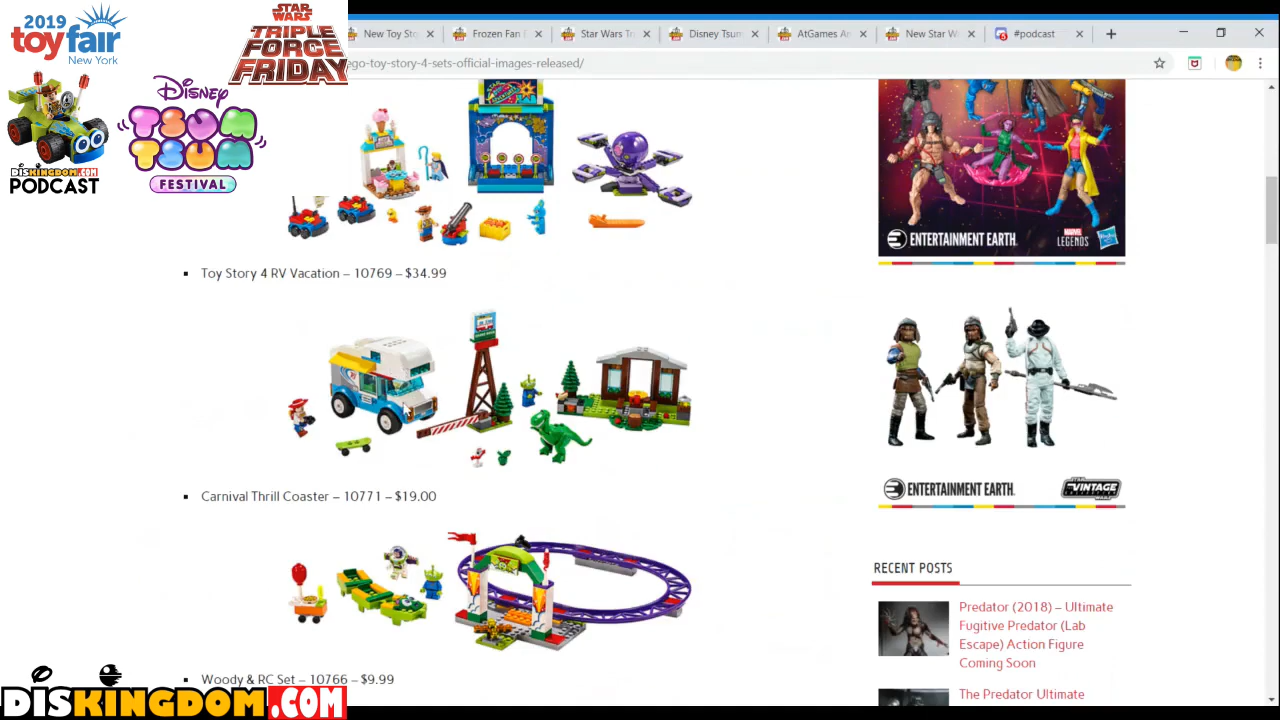 2019
toyfair
New York
STAR WARS
TRIPLE
FORCE
FRIDAY
DISKINGDOM.COM
PODCAST
Disney
TSUM
TSUM
FESTIVAL
New Toy Sto
Frozen Fan F
Star Wars Tri
Disney Tsum
AtGames An
New Star Wi
#podcast
ego-toy-story-4-sets-official-images-released/
Toy Story 4 RV Vacation – 10769 – $34.99
Carnival Thrill Coaster – 10771 – $19.00
Woody & RC Set – 10766 – $9.99
ENTERTAINMENT EARTH
MARVEL
LEGENDS
Hasbro
ENTERTAINMENT EARTH
VINTAGE
RECENT POSTS
Predator (2018) – Ultimate
Fugitive Predator (Lab
Escape) Action Figure
Coming Soon
The Predator Ultimate
DISKINGDOM.COM